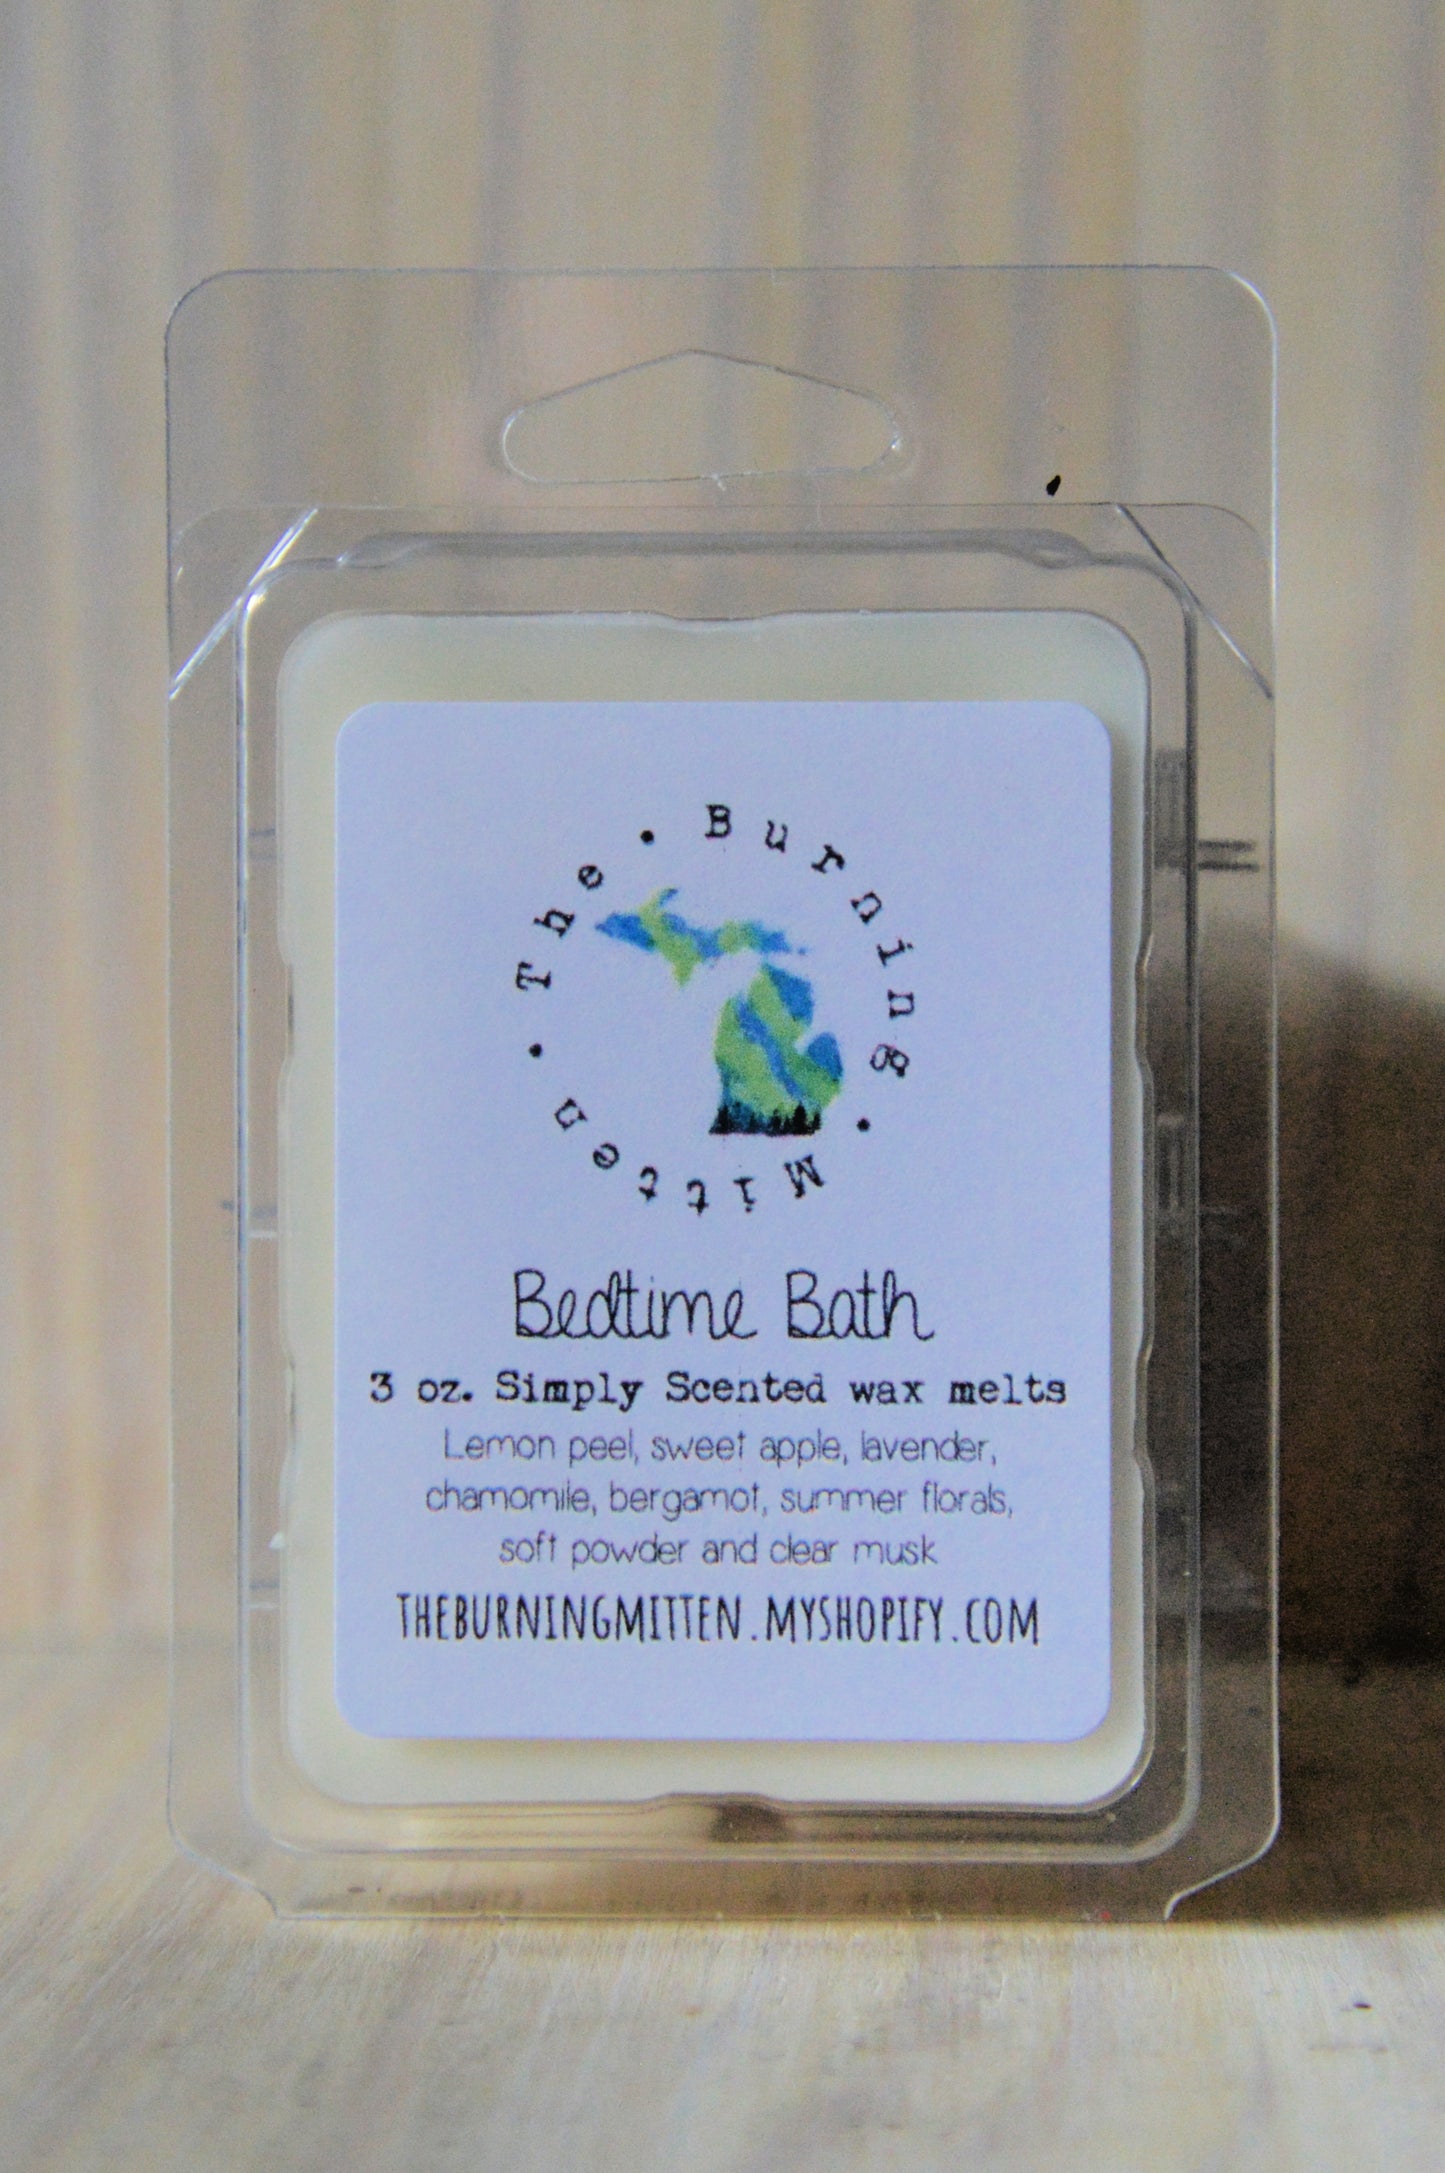 The • Burning • Mitten •
Bedtime Bath
3 oz. Simply Scented wax melts
Lemon peel, sweet apple, lavender,
chamomile, bergamot, summer florals,
soft powder and clear musk
THEBURNINGMITTEN.MYSHOPIFY.COM